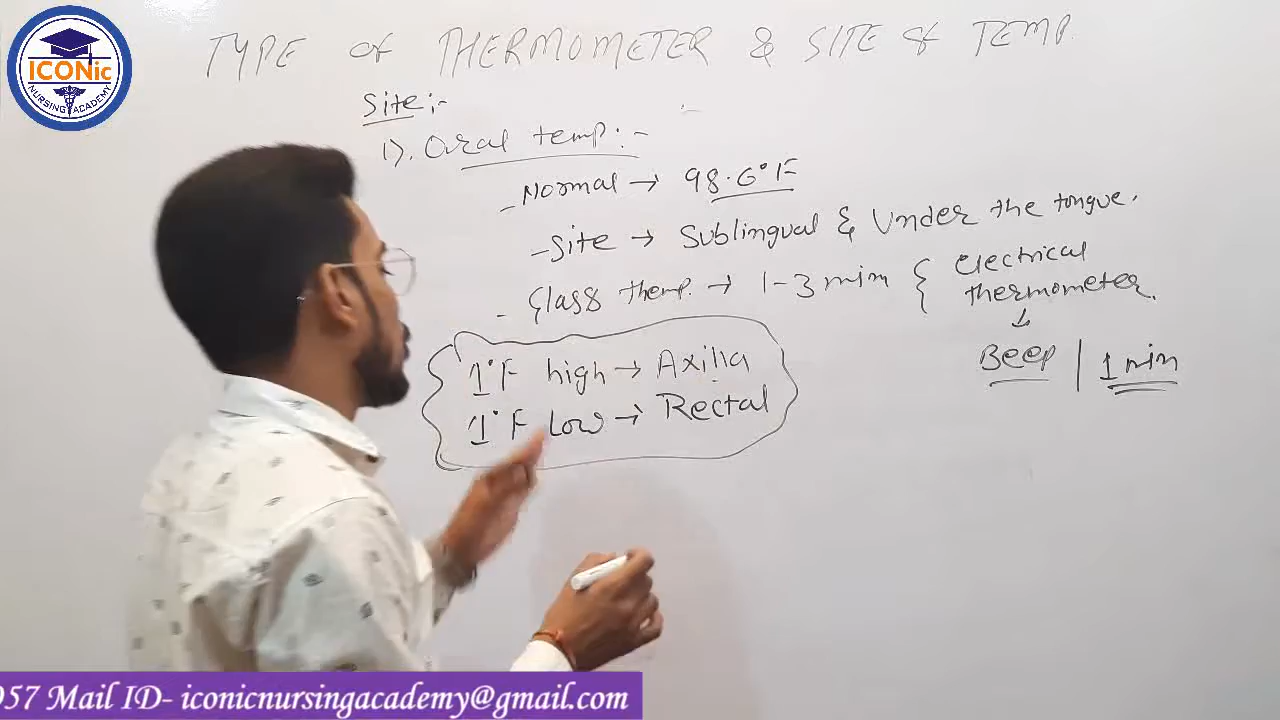 ICONic
NURSING ACADEMY
TYPE of THERMOMETER & SITE of TEMP.
Site :-
1). Oral temp :-
- Normal → 98.6°F
- Site → Sublingual & Under the tongue.
- Glass themp. → 1-3 min { Electrical thermometer.
↓
Beep | 1 min
1°F high → Axilla
1°F Low → Rectal
057 Mail ID- iconicnursingacademy@gmail.com